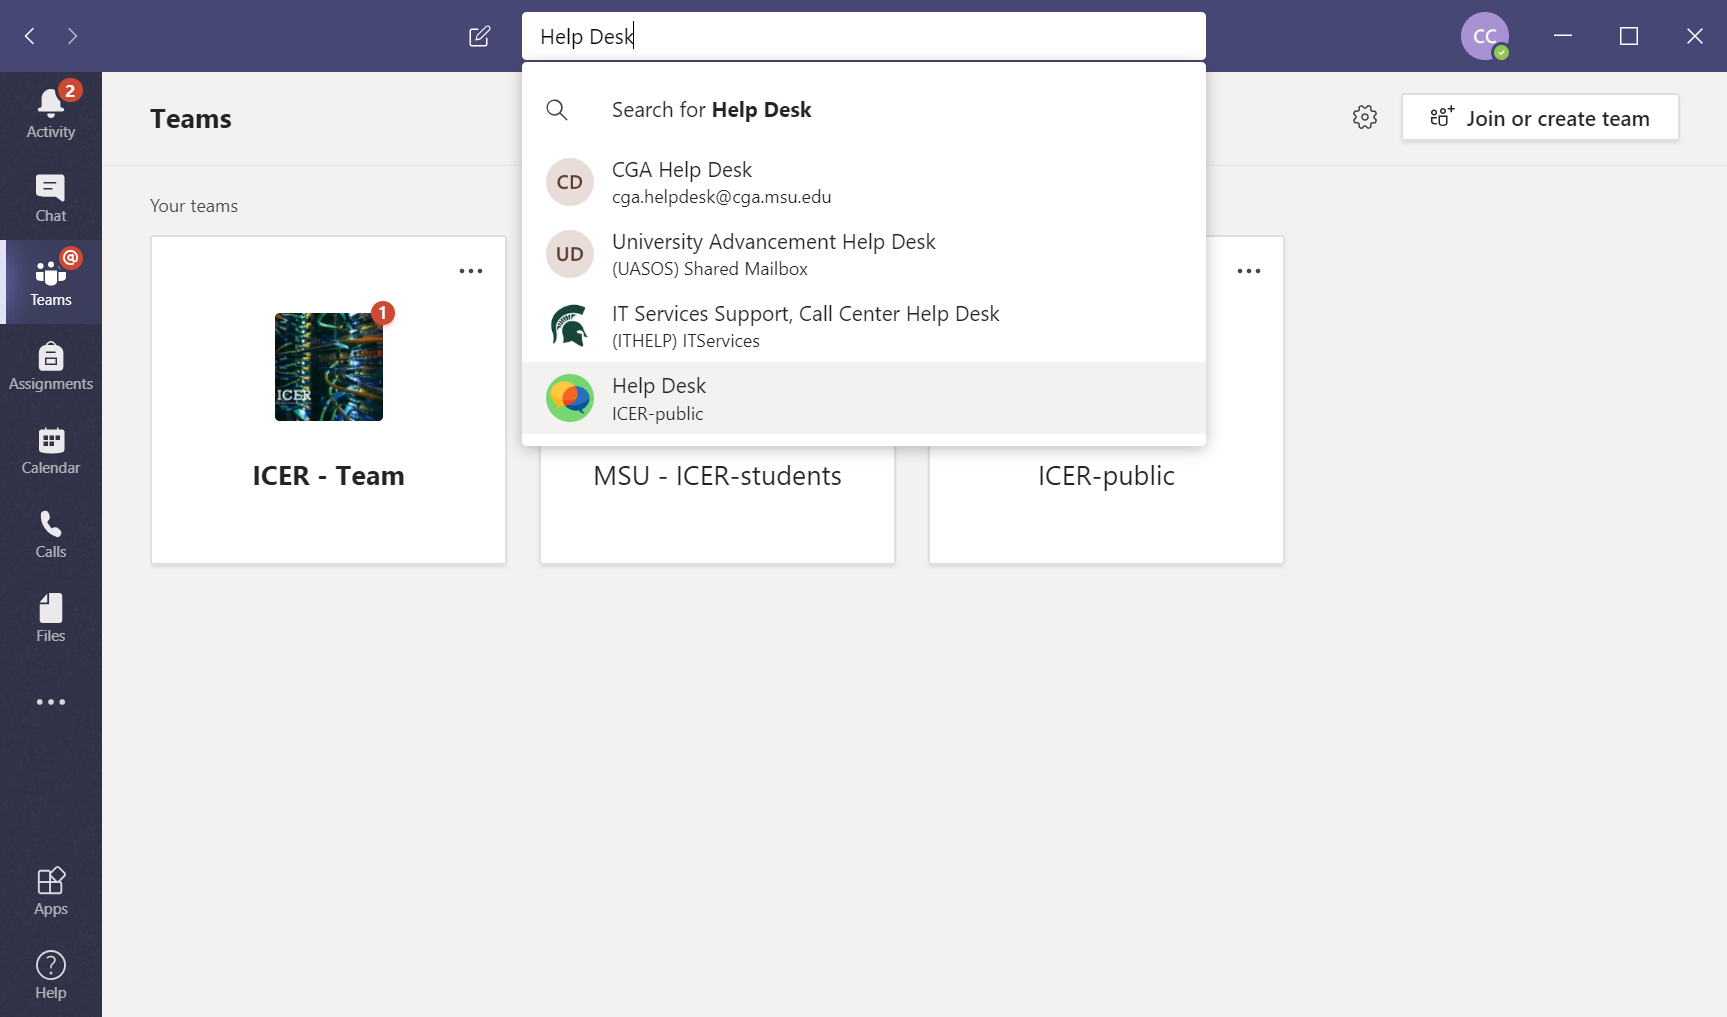 Help Desk
CC
2
Activity
Chat
@
Teams
Assignments
Calendar
Calls
Files
Apps
Help
Teams
Join or create team
Search for Help Desk
CD
CGA Help Desk
cga.helpdesk@cga.msu.edu
UD
University Advancement Help Desk
(UASOS) Shared Mailbox
IT Services Support, Call Center Help Desk
(ITHELP) ITServices
Help Desk
ICER-public
Your teams
1
ICER
ICER - Team
MSU - ICER-students
ICER-public